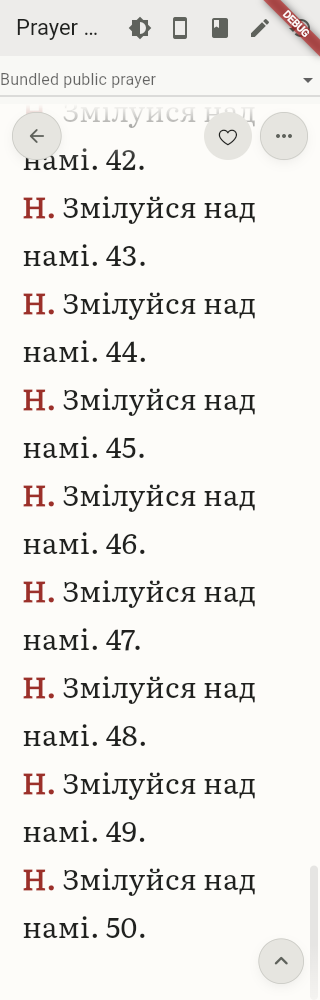 Prayer ...
DEBUG
Bundled public prayer
Н. Змілуйся над
намі. 42.
Н. Змілуйся над
намі. 43.
Н. Змілуйся над
намі. 44.
Н. Змілуйся над
намі. 45.
Н. Змілуйся над
намі. 46.
Н. Змілуйся над
намі. 47.
Н. Змілуйся над
намі. 48.
Н. Змілуйся над
намі. 49.
Н. Змілуйся над
намі. 50.